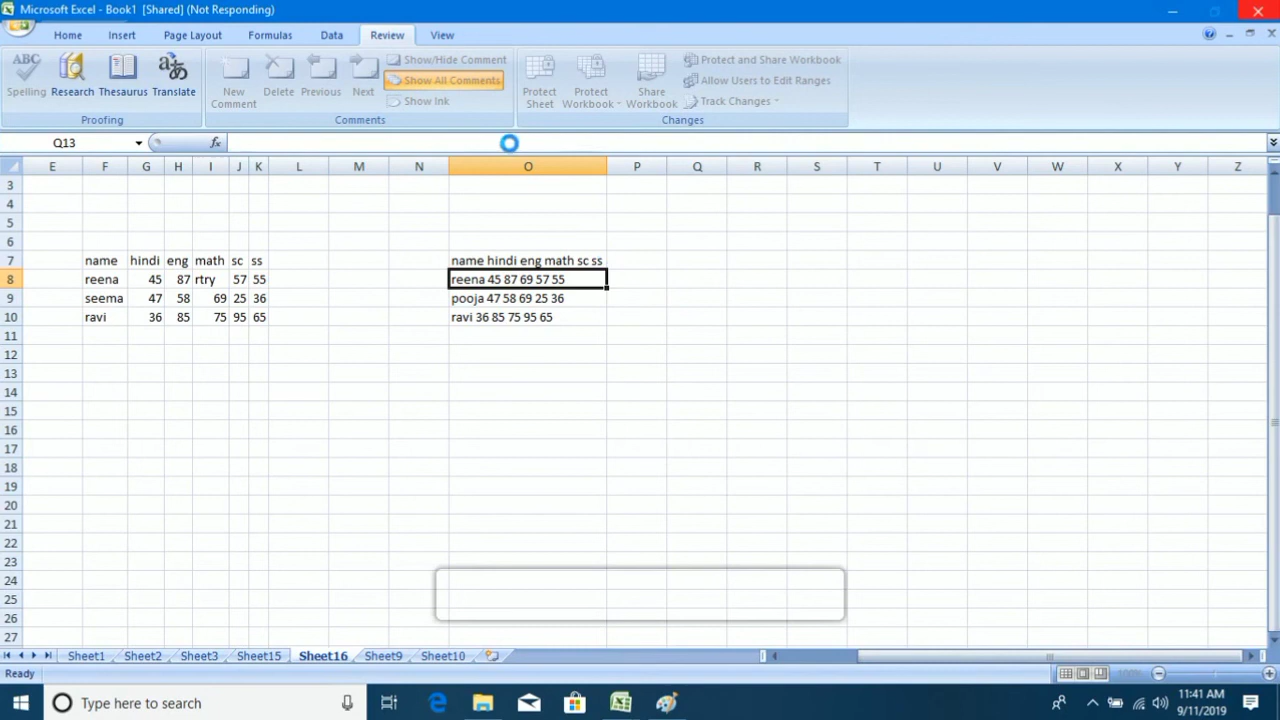 Microsoft Excel - Book1 [Shared] (Not Responding)
Home Insert Page Layout Formulas Data Review View
ABC
Spelling Research Thesaurus Translate
New Comment Delete Previous Next
Show/Hide Comment
Show All Comments
Show Ink
Protect Sheet Protect Workbook Share Workbook
Protect and Share Workbook
Allow Users to Edit Ranges
Track Changes
Proofing Comments Changes
Q13 fx
E F G H I J K L M N O P Q R S T U V W X Y Z
3
4
5
6
7 name hindi eng math sc ss name hindi eng math sc ss
8 reena 45 87 rtry 57 55 reena 45 87 69 57 55
9 seema 47 58 69 25 36 pooja 47 58 69 25 36
10 ravi 36 85 75 95 65 ravi 36 85 75 95 65
11
12
13
14
15
16
17
18
19
20
21
22
23
24
25
26
27
Sheet1 Sheet2 Sheet3 Sheet15 Sheet16 Sheet9 Sheet10
Ready 100%
Type here to search
11:41 AM
9/11/2019